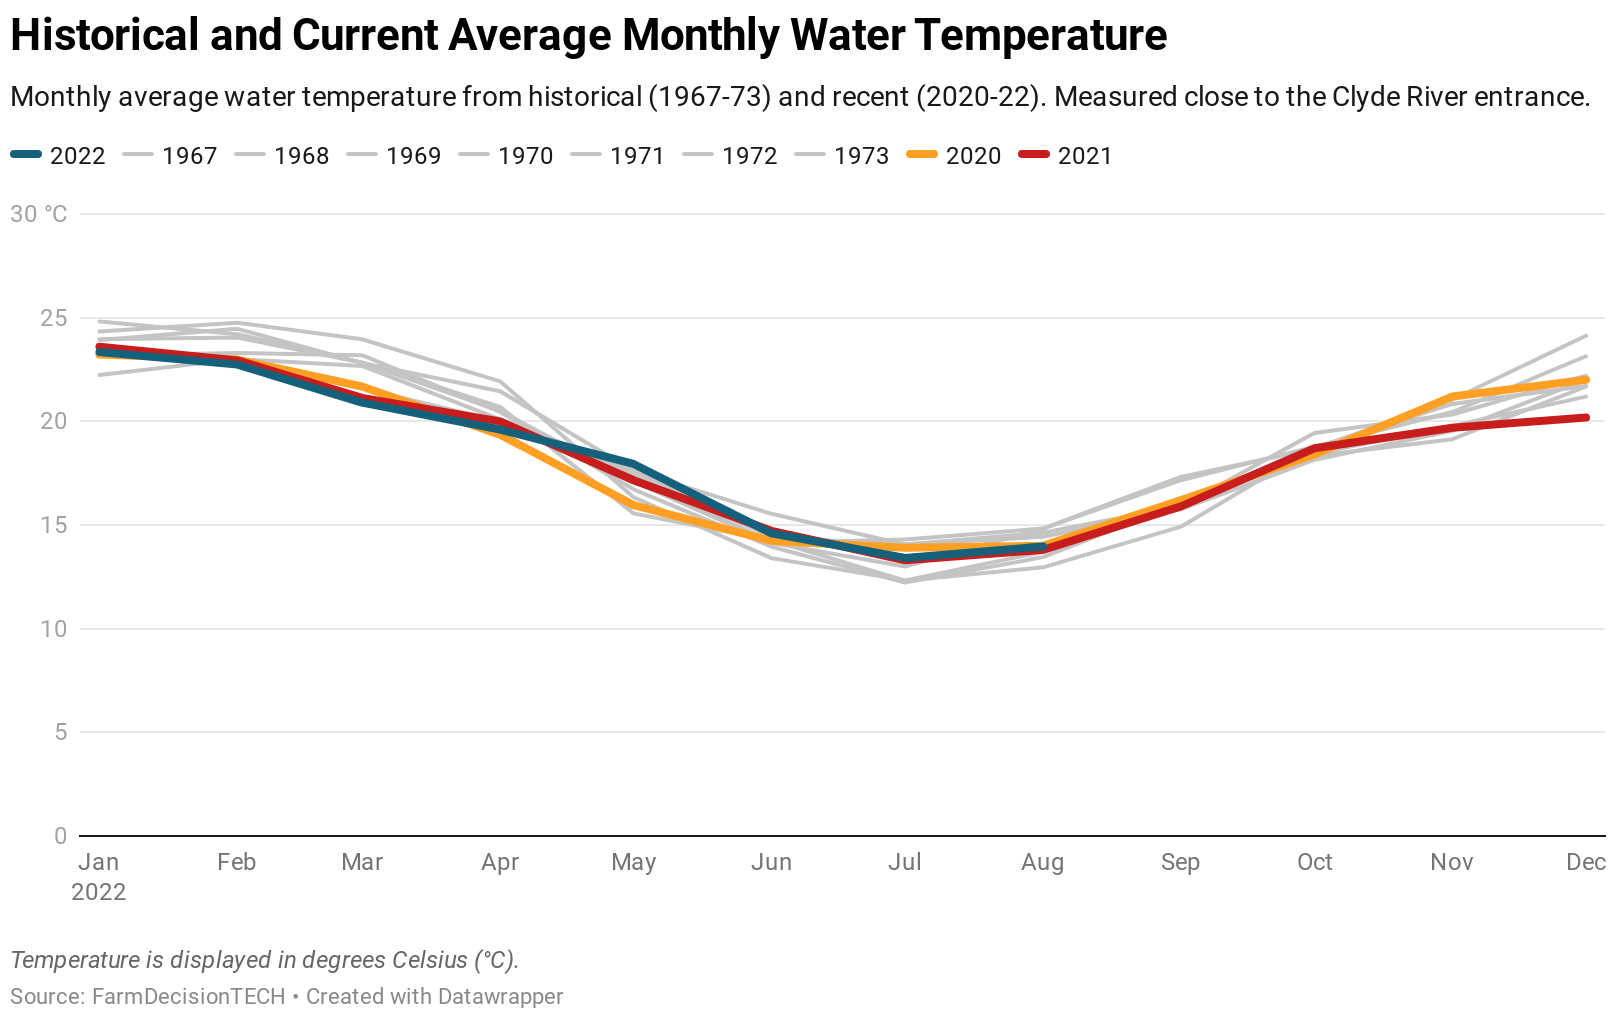 Historical and Current Average Monthly Water Temperature
Monthly average water temperature from historical (1967-73) and recent (2020-22). Measured close to the Clyde River entrance.
2022 1967 1968 1969 1970 1971 1972 1973 2020 2021
30 °C
25
20
15
10
5
0
Jan Feb Mar Apr May Jun Jul Aug Sep Oct Nov Dec
2022
Temperature is displayed in degrees Celsius (°C).
Source: FarmDecisionTECH • Created with Datawrapper